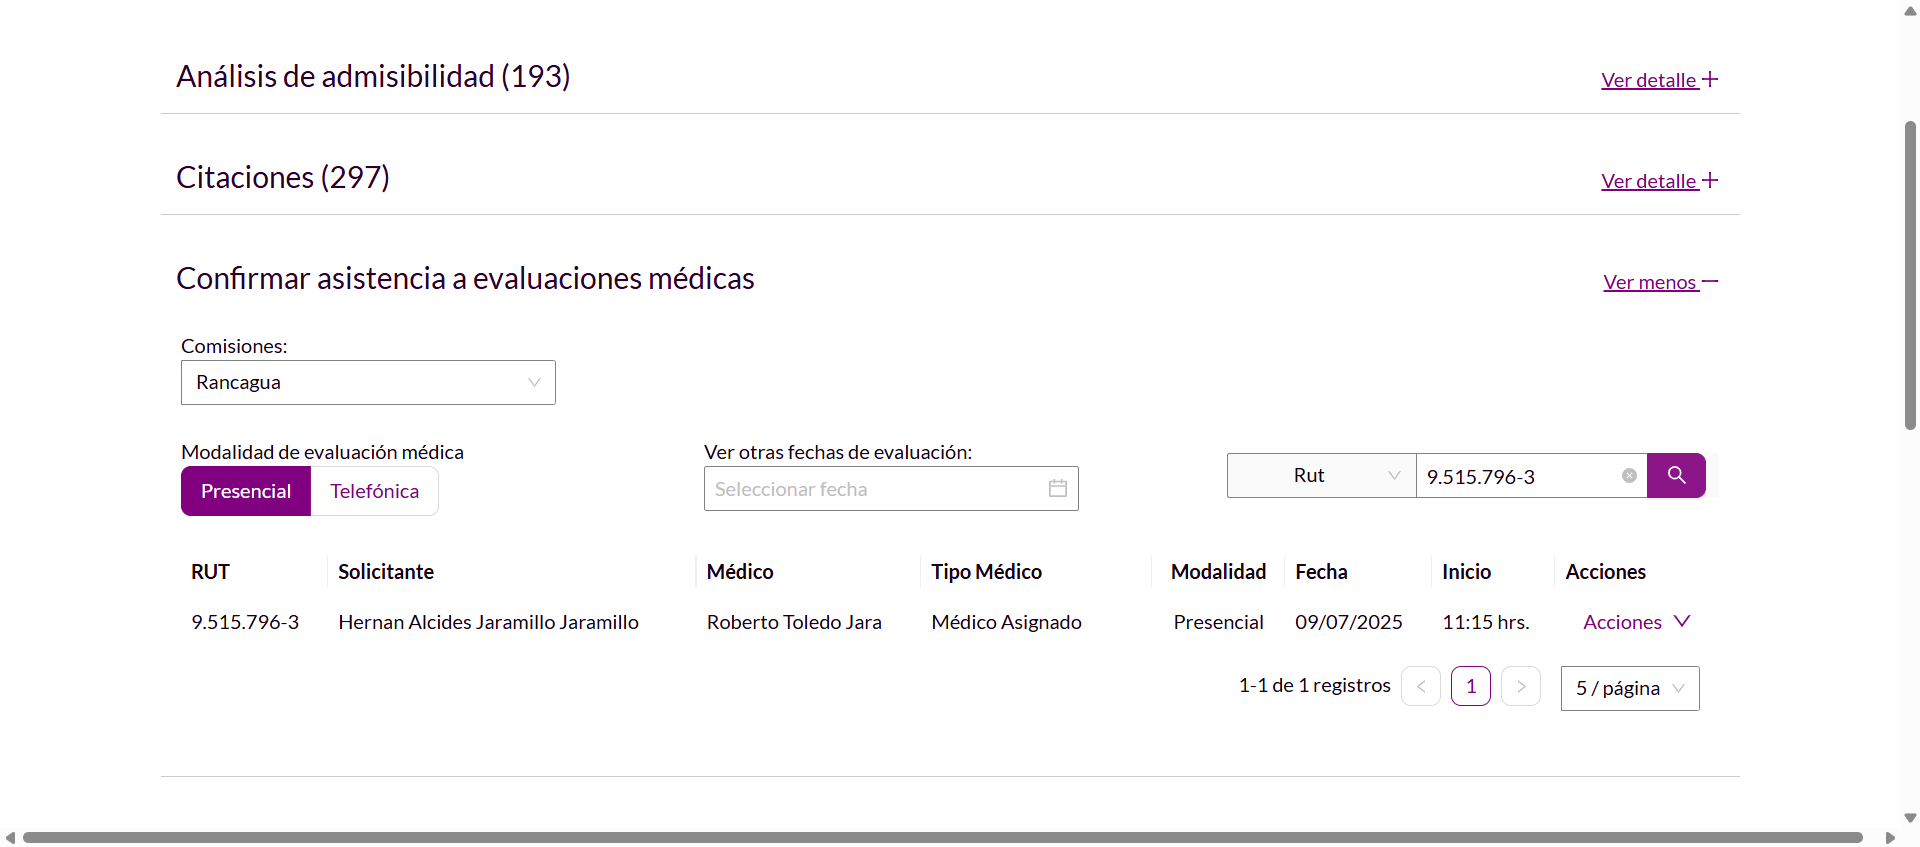 Análisis de admisibilidad (193)
Ver detalle
Citaciones (297)
Ver detalle
Confirmar asistencia a evaluaciones médicas
Ver menos
Comisiones:
Rancagua
Modalidad de evaluación médica
Presencial Telefónica
Ver otras fechas de evaluación:
Seleccionar fecha
Rut 9.515.796-3
RUT Solicitante Médico Tipo Médico Modalidad Fecha Inicio Acciones
9.515.796-3 Hernan Alcides Jaramillo Jaramillo Roberto Toledo Jara Médico Asignado Presencial 09/07/2025 11:15 hrs. Acciones
1-1 de 1 registros < 1 > 5 / página